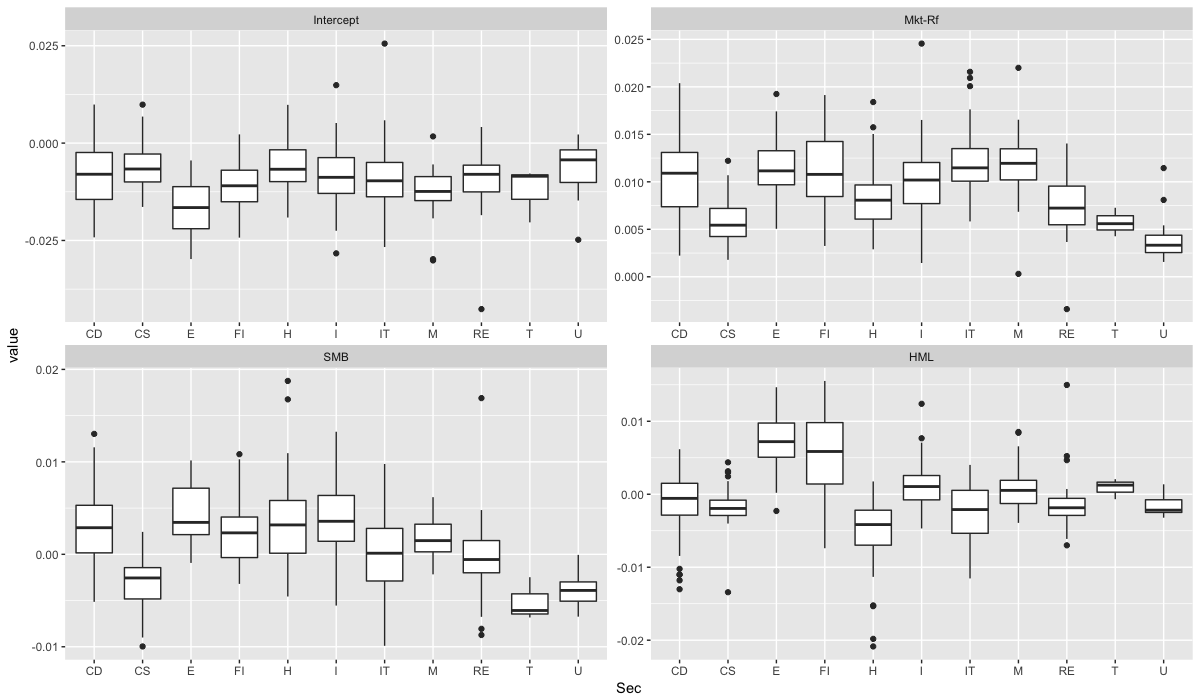 Intercept
0.025
0.000
-0.025
CD CS E FI H I IT M RE T U
Mkt-Rf
0.025
0.020
0.015
0.010
0.005
0.000
CD CS E FI H I IT M RE T U
value
SMB
0.02
0.01
0.00
-0.01
CD CS E FI H I IT M RE T U
HML
0.01
0.00
-0.01
-0.02
CD CS E FI H I IT M RE T U
Sec